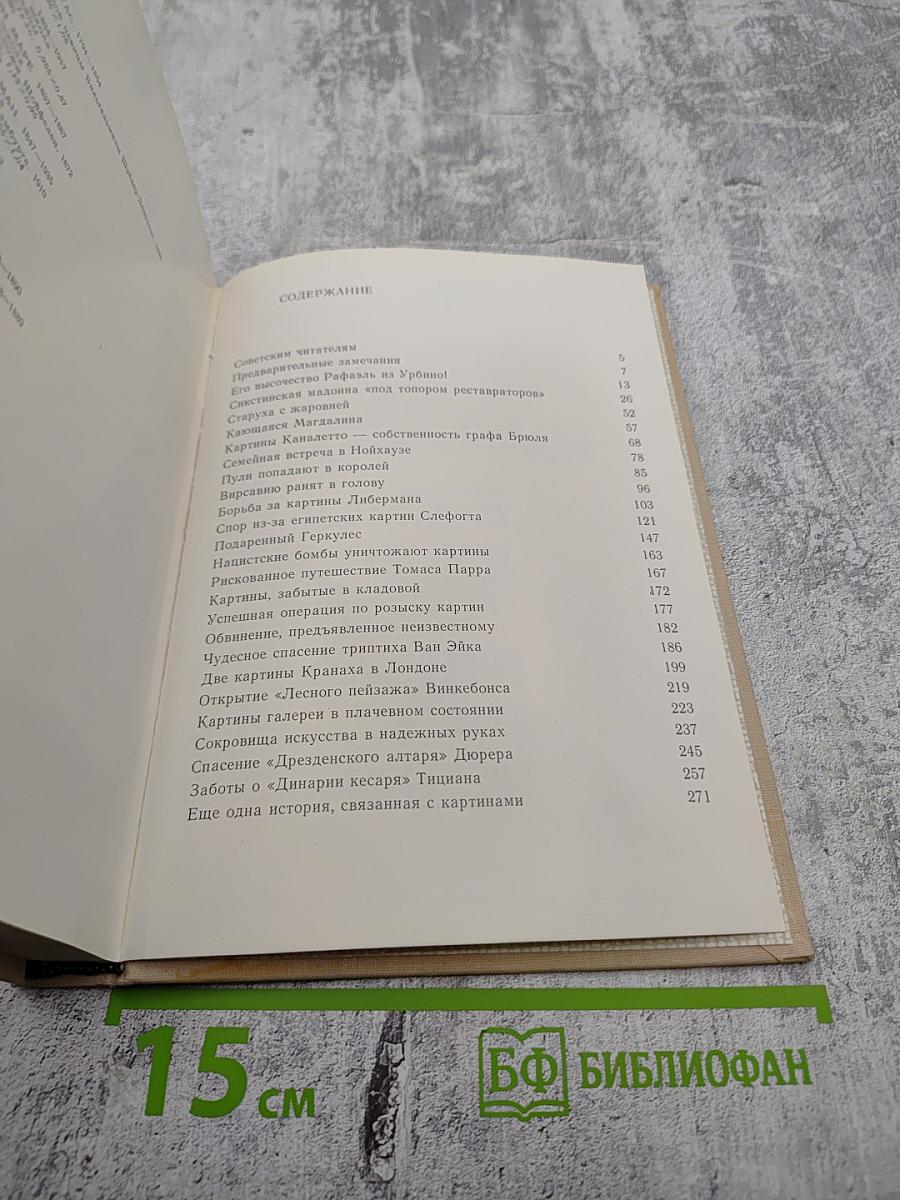 1872
1847—1935
1910
—1890
—1889
СОДЕРЖАНИЕ
Советским читателям 5
Предварительные замечания 7
Его высочество Рафаэль из Урбино! 13
Сикстинская мадонна «под топором реставраторов» 26
Старуха с жаровней 52
Кающаяся Магдалина 57
Картины Каналетто — собственность графа Брюля 68
Семейная встреча в Нойхаузе 78
Пули попадают в королей 85
Вирсавию ранят в голову 96
Борьба за картины Либермана 103
Спор из-за египетских картин Слефогта 121
Подаренный Геркулес 147
Нацистские бомбы уничтожают картины 163
Рискованное путешествие Томаса Парра 167
Картины, забытые в кладовой 172
Успешная операция по розыску картин 177
Обвинение, предъявленное неизвестному 182
Чудесное спасение триптиха Ван Эйка 186
Две картины Кранаха в Лондоне 199
Открытие «Лесного пейзажа» Винкебонса 219
Картины галереи в плачевном состоянии 223
Сокровища искусства в надежных руках 237
Спасение «Дрезденского алтаря» Дюрера 245
Заботы о «Динарии кесаря» Тициана 257
Еще одна история, связанная с картинами 271
15 см
БФ БИБЛИОФАН